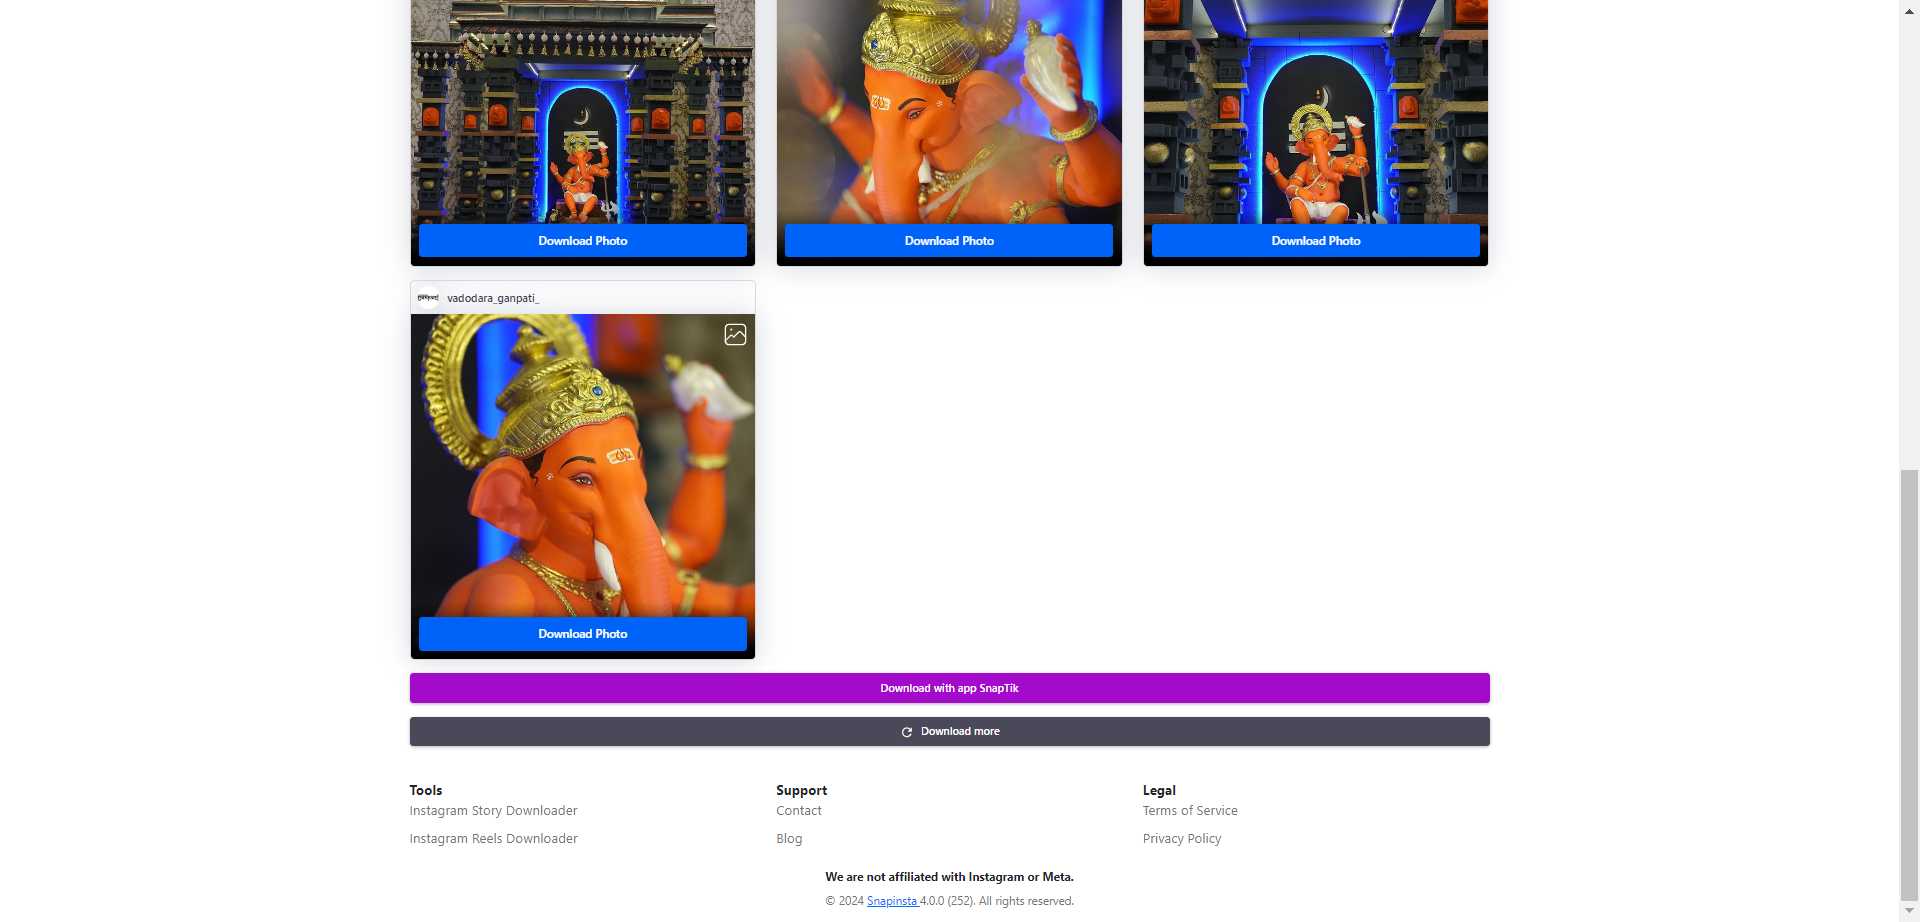 Download Photo
Download Photo
Download Photo
vadodara_ganpati_
Download Photo
Download with app SnapTik
Download more
Tools
Instagram Story Downloader
Instagram Reels Downloader
Support
Contact
Blog
Legal
Terms of Service
Privacy Policy
We are not affiliated with Instagram or Meta.
© 2024 Snapinsta 4.0.0 (252). All rights reserved.